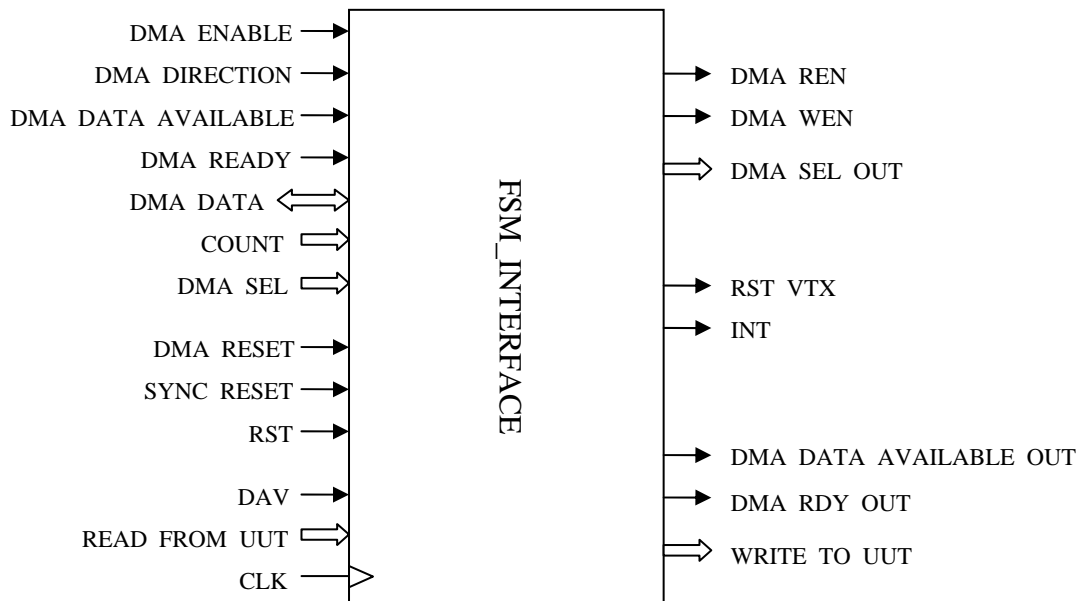 DMA ENABLE
DMA DIRECTION
DMA DATA AVAILABLE
DMA READY
DMA DATA
COUNT
DMA SEL
DMA RESET
SYNC RESET
RST
DAV
READ FROM UUT
CLK
FSM_INTERFACE
DMA REN
DMA WEN
DMA SEL OUT
RST VTX
INT
DMA DATA AVAILABLE OUT
DMA RDY OUT
WRITE TO UUT